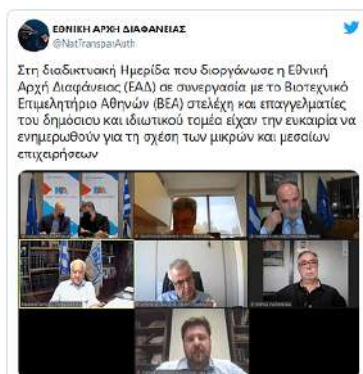 ΕΘΝΙΚΗ ΑΡΧΗ ΔΙΑΦΑΝΕΙΑΣ
@NatTransparAuth
Στη διαδικτυακή Ημερίδα που διοργάνωσε η Εθνική
Αρχή Διαφάνειας (ΕΑΔ) σε συνεργασία με το Βιοτεχνικό
Επιμελητήριο Αθηνών (ΒΕΑ) στελέχη και επαγγελματίες
του δημόσιου και ιδιωτικού τομέα είχαν την ευκαιρία να
ενημερωθούν για τη σχέση των μικρών και μεσαίων
επιχειρήσεων